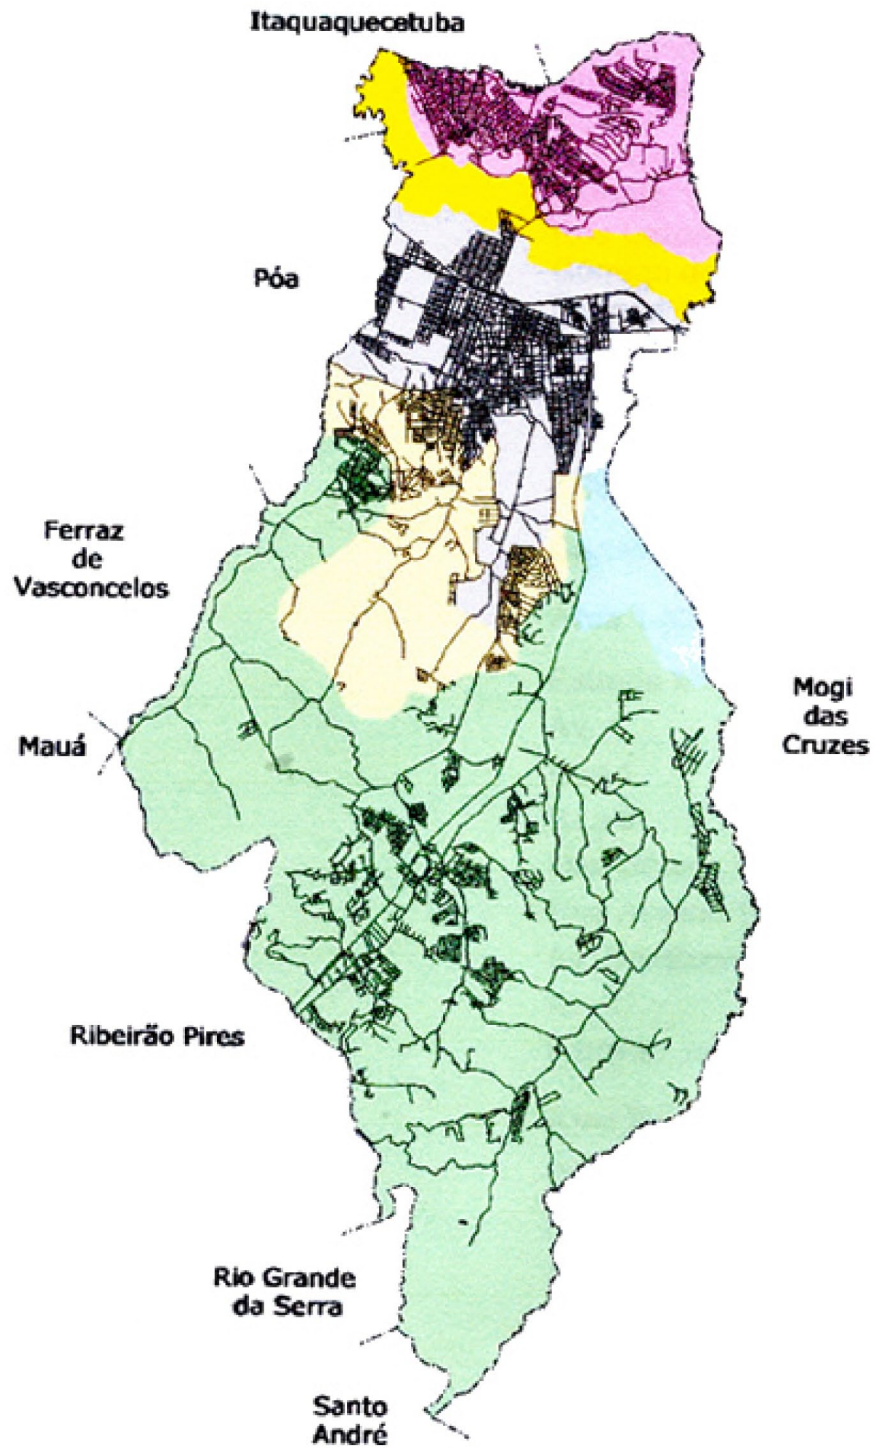 Itaquaquecetuba
Póa
Ferraz
de
Vasconcelos
Mogi
das
Cruzes
Mauá
Ribeirão Pires
Rio Grande
da Serra
Santo
André